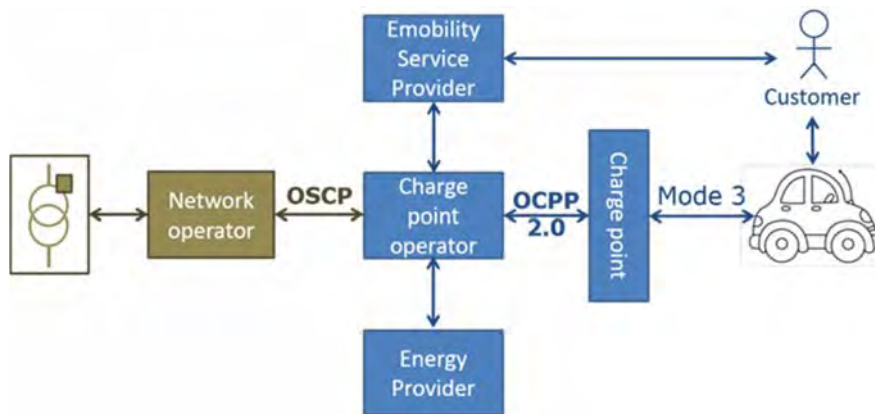 Emobility
Service
Provider
Customer
Network
operator
OSCP
Charge
point
operator
OCPP
2.0
Charge point
Mode 3
Energy
Provider